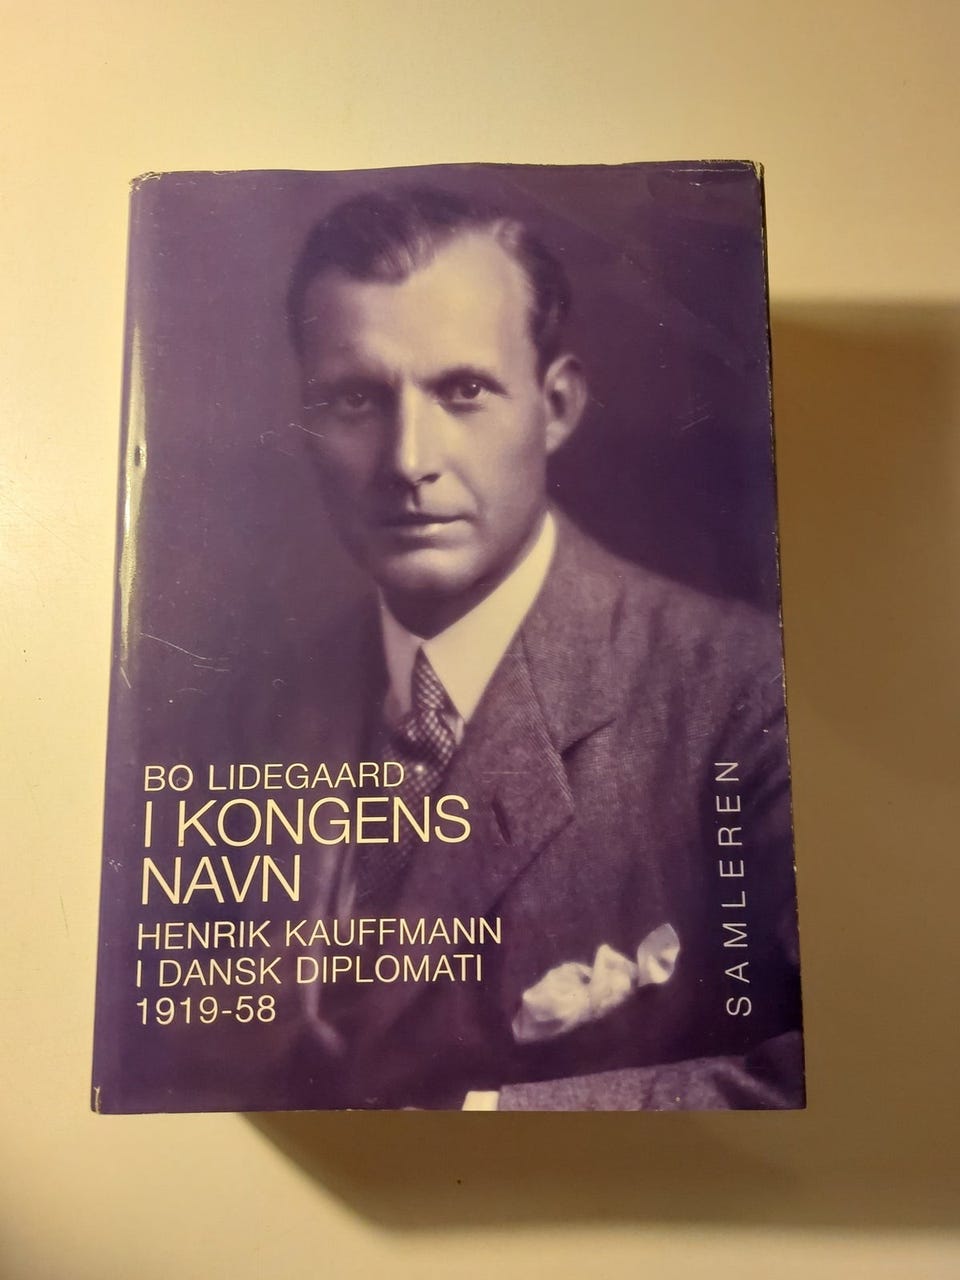 BO LIDEGAARD
I KONGENS
NAVN
HENRIK KAUFFMANN
I DANSK DIPLOMATI
1919-58
SAMLEREN